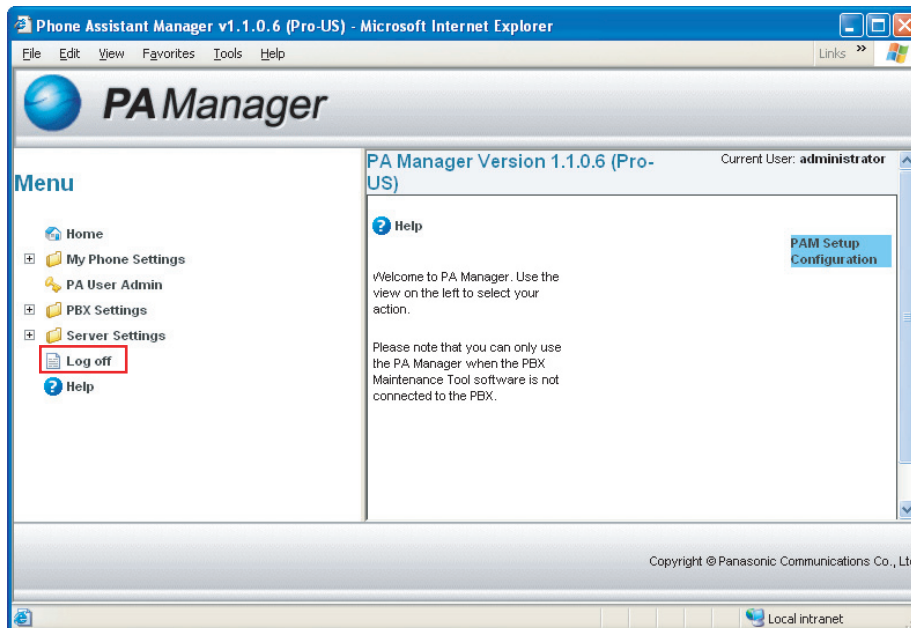 Phone Assistant Manager v1.1.0.6 (Pro-US) - Microsoft Internet Explorer
File Edit View Favorites Tools Help
Links »
PA Manager
Menu
Home
My Phone Settings
PA User Admin
PBX Settings
Server Settings
Log off
Help
PA Manager Version 1.1.0.6 (Pro-
US)
Current User: administrator
Help
PAM Setup
Configuration
Welcome to PA Manager. Use the
view on the left to select your
action.
Please note that you can only use
the PA Manager when the PBX
Maintenance Tool software is not
connected to the PBX.
Copyright © Panasonic Communications Co., Ltd
Local intranet